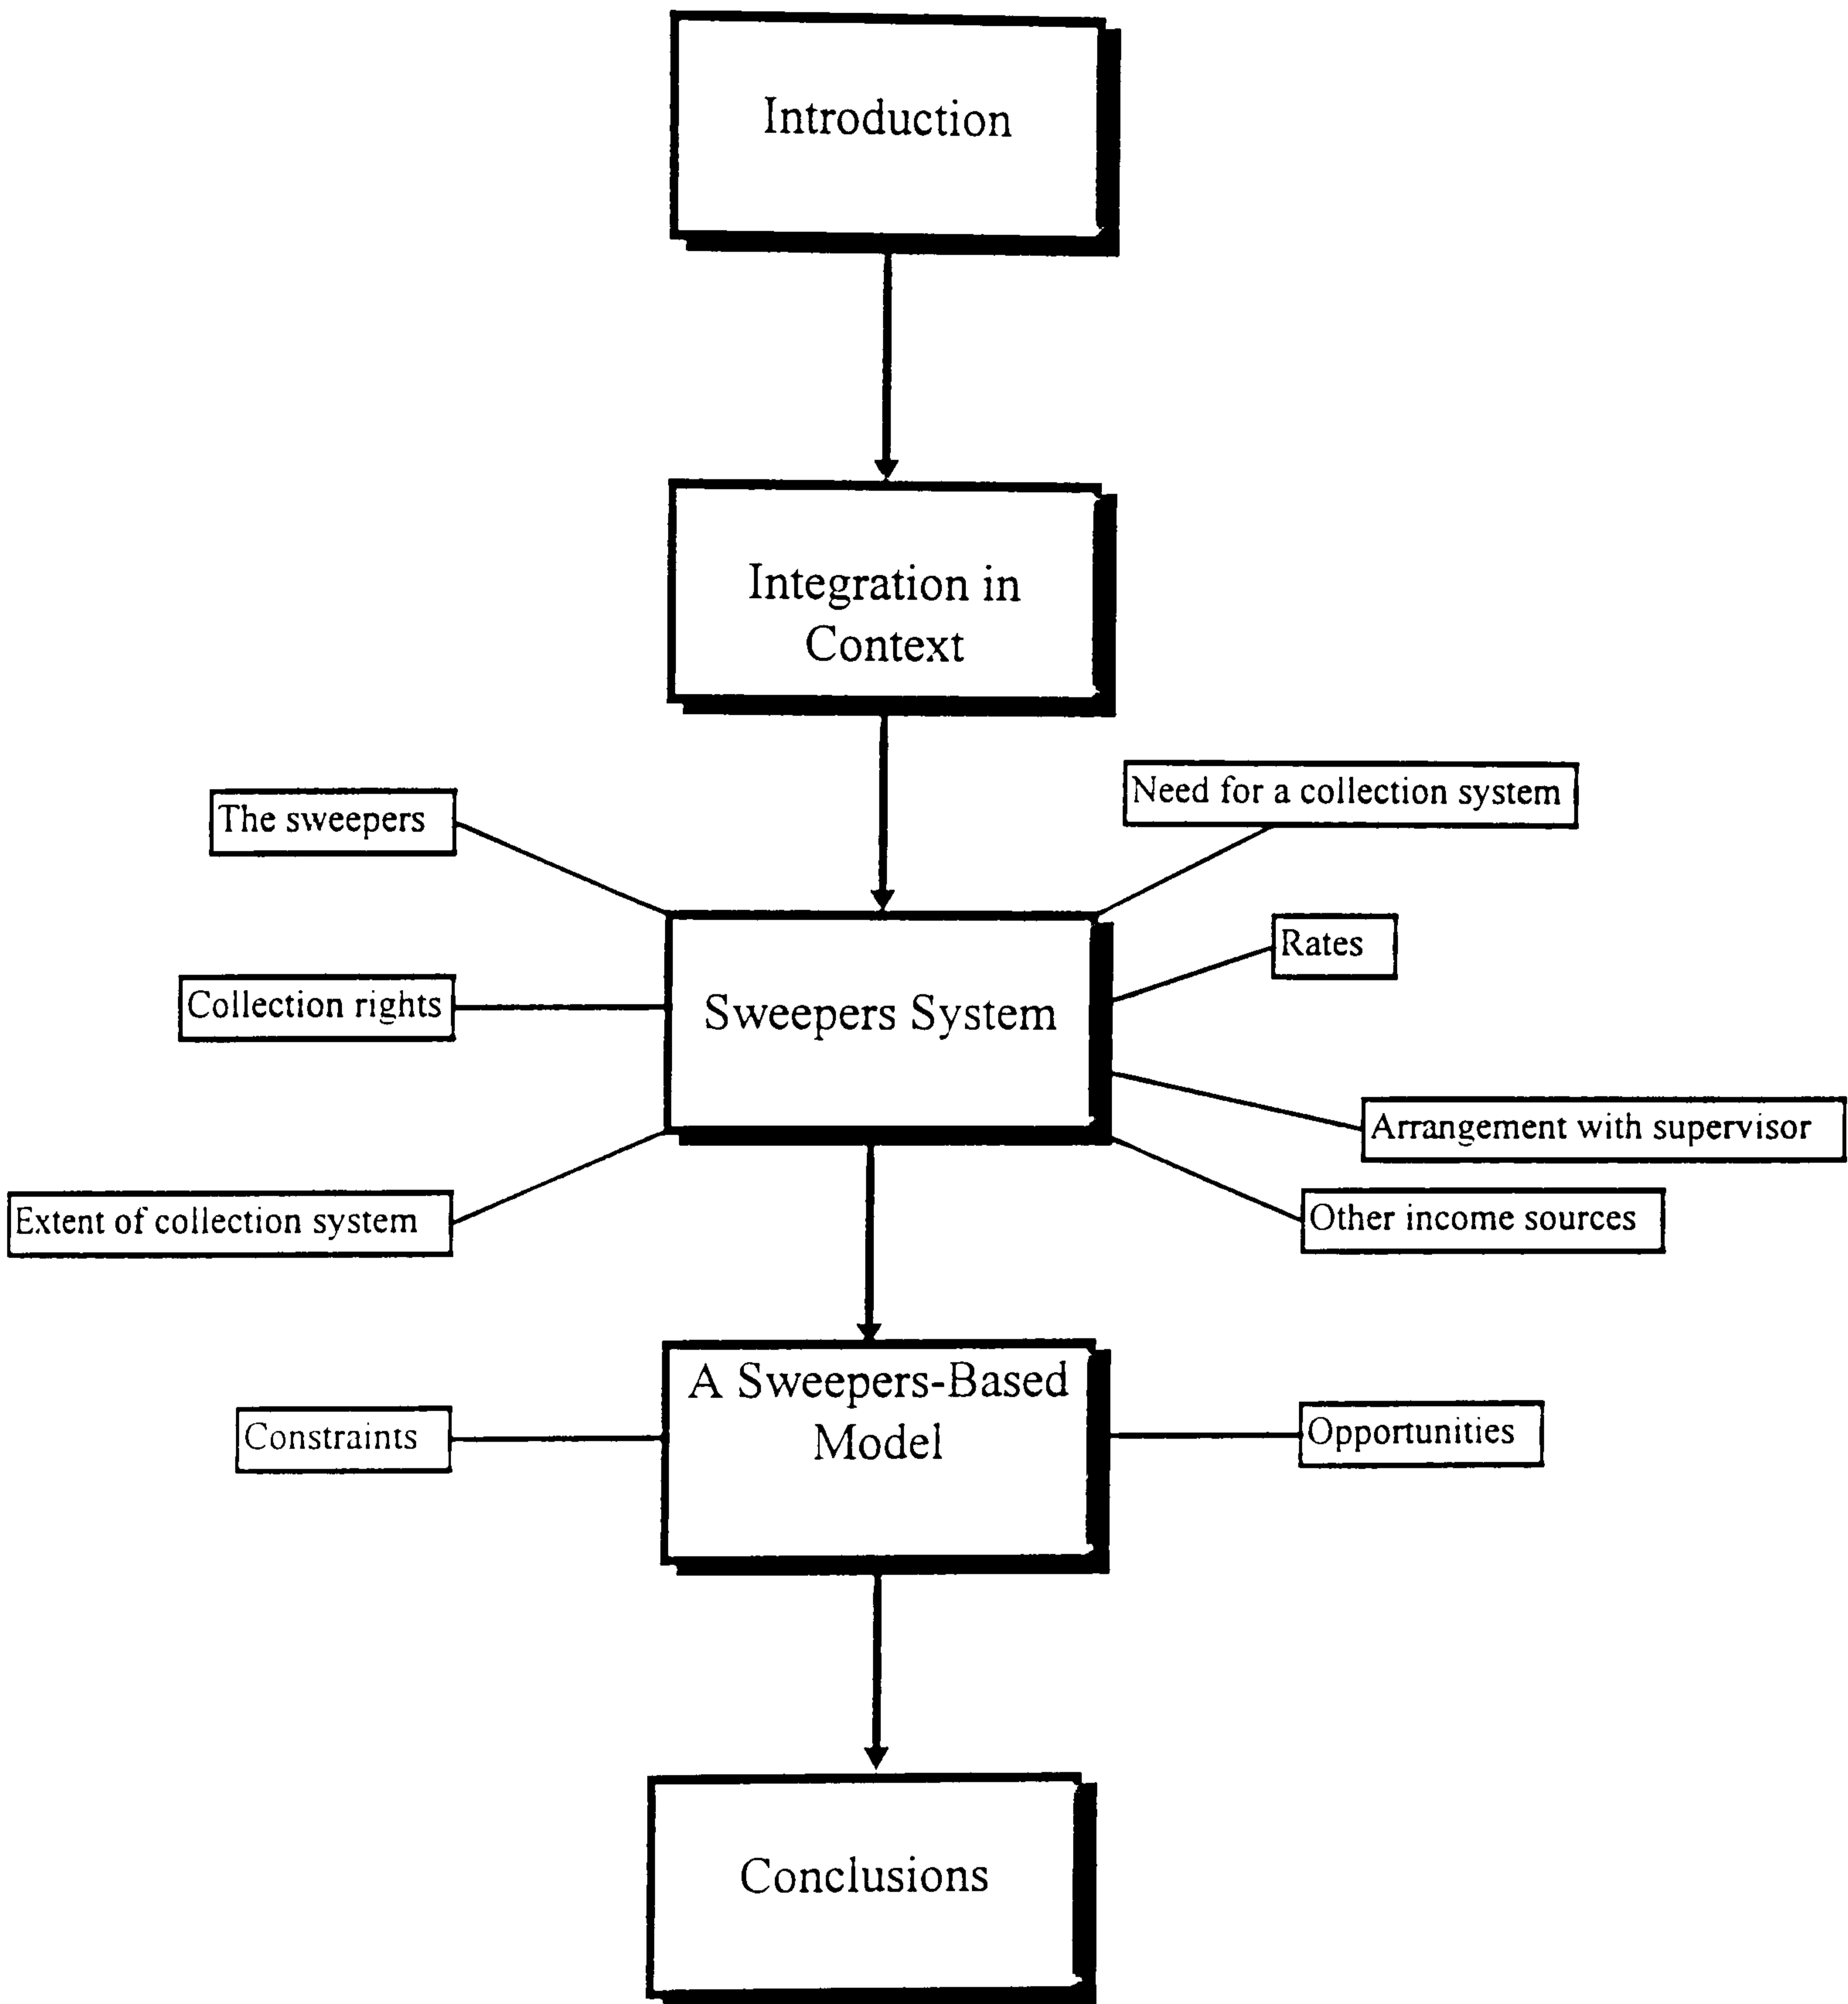 Introduction
Integration in
Context
Need for a collection system
The sweepers
Rates
Collection rights
Sweepers System
Arrangement with supervisor
Extent of collection system
Other income sources
A Sweepers-Based
Model
Constraints
Opportunities
Conclusions